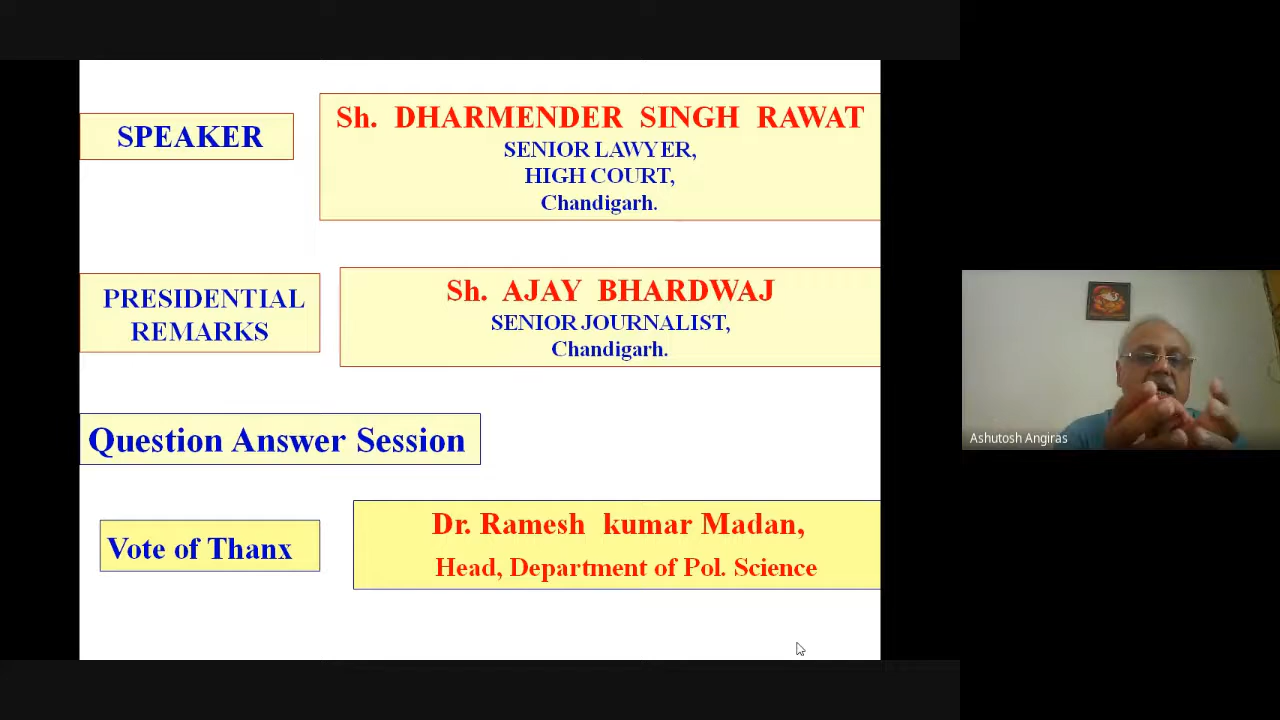 SPEAKER
Sh. DHARMENDER SINGH RAWAT
SENIOR LAWYER,
HIGH COURT,
Chandigarh.
PRESIDENTIAL
REMARKS
Sh. AJAY BHARDWAJ
SENIOR JOURNALIST,
Chandigarh.
Question Answer Session
Vote of Thanx
Dr. Ramesh kumar Madan,
Head, Department of Pol. Science
Ashutosh Angiras